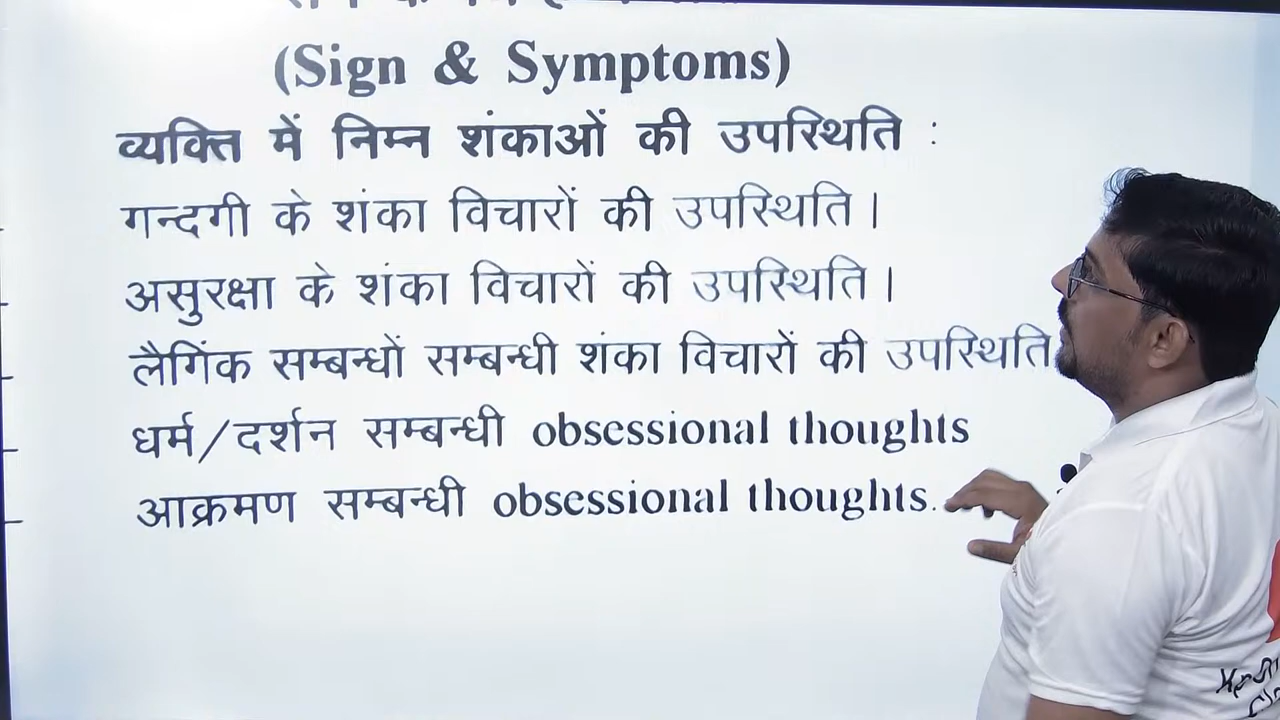 (Sign & Symptoms)
व्यक्ति में निम्न शंकाओं की उपस्थिति :
गन्दगी के शंका विचारों की उपस्थिति।
असुरक्षा के शंका विचारों की उपस्थिति।
लैगिंक सम्बन्धों सम्बन्धी शंका विचारों की उपस्थिति
धर्म/दर्शन सम्बन्धी obsessional thoughts
आक्रमण सम्बन्धी obsessional thoughts.